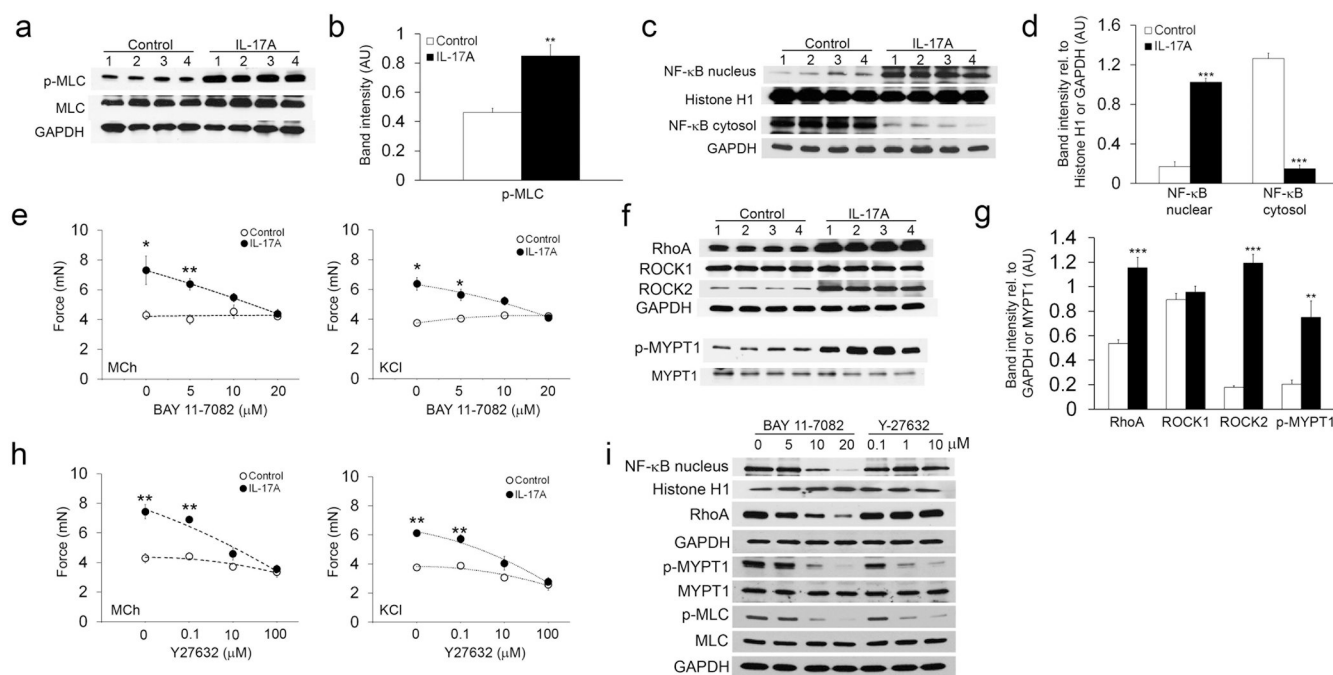 a
Control IL-17A
1 2 3 4 1 2 3 4
p-MLC
MLC
GAPDH
b
Band intensity (AU)
1
0.8
0.6
0.4
0.2
0
Control
IL-17A
**
p-MLC
c
Control IL-17A
1 2 3 4 1 2 3 4
NF-κB nucleus
Histone H1
NF-κB cytosol
GAPDH
d
Band intensity rel. to
Histone H1 or GAPDH (AU)
1.6
1.2
0.8
0.4
0
Control
IL-17A
***
***
NF-κB NF-κB
nuclear cytosol
e
Force (mN)
8
6
4
2
0
Control
IL-17A
*
**
MCh
0 5 10 20
BAY 11-7082 (µM)
Force (mN)
8
6
4
2
0
Control
IL-17A
*
*
KCl
0 5 10 20
BAY 11-7082 (µM)
f
Control IL-17A
1 2 3 4 1 2 3 4
RhoA
ROCK1
ROCK2
GAPDH
p-MYPT1
MYPT1
g
Band intensity rel. to
GAPDH or MYPT1 (AU)
1.4
1.2
1
0.8
0.6
0.4
0.2
0
***
***
**
RhoA ROCK1 ROCK2 p-MYPT1
h
Force (mN)
8
6
4
2
0
Control
IL-17A
**
**
MCh
0 0.1 10 100
Y27632 (µM)
Force (mN)
8
6
4
2
0
Control
IL-17A
**
**
KCl
0 0.1 10 100
Y27632 (µM)
i
BAY 11-7082 Y-27632
0 5 10 20 0.1 1 10 µM
NF-κB nucleus
Histone H1
RhoA
GAPDH
p-MYPT1
MYPT1
p-MLC
MLC
GAPDH